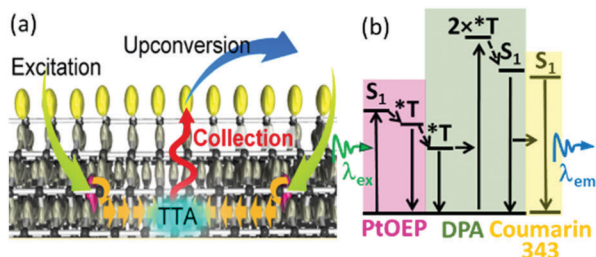 (a)
Upconversion
Excitation
Collection
TTA
(b)
2×*T
S₁
S₁
S₁
*T
*T
λex
λem
PtOEP
DPA
Coumarin
343